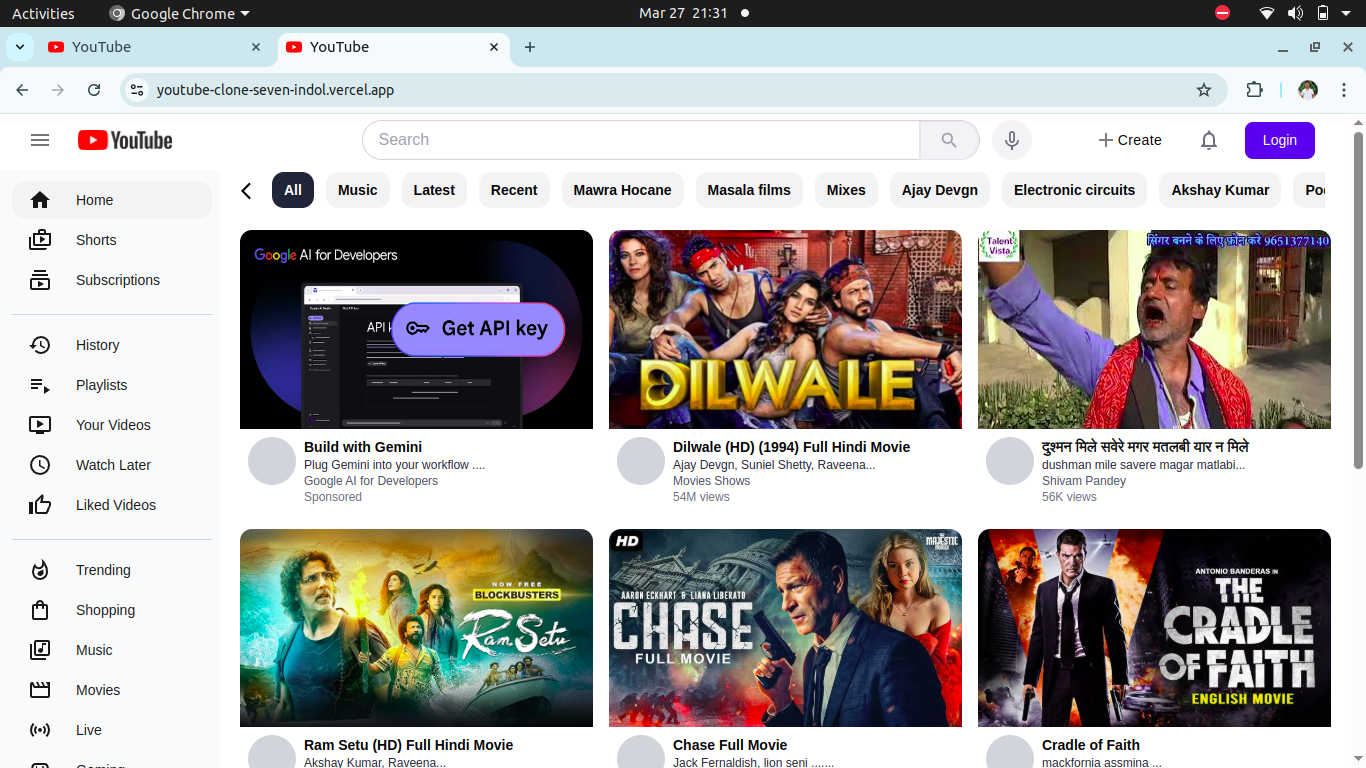 Activities
Google Chrome
Mar 27 21:31
YouTube
YouTube
youtube-clone-seven-indol.vercel.app
YouTube
Search
Create
Login
Home
Shorts
Subscriptions
History
Playlists
Your Videos
Watch Later
Liked Videos
Trending
Shopping
Music
Movies
Live
All
Music
Latest
Recent
Mawra Hocane
Masala films
Mixes
Ajay Devgn
Electronic circuits
Akshay Kumar
Google AI for Developers
Get API key
Build with Gemini
Plug Gemini into your workflow ....
Google AI for Developers
Sponsored
DILWALE
Dilwale (HD) (1994) Full Hindi Movie
Ajay Devgn, Suniel Shetty, Raveena...
Movies Shows
54M views
Talent
Vista
सिंगर बनने के लिए फ़ोन करे 9651377140
दुश्मन मिले सवेरे मगर मतलबी यार न मिले
dushman mile savere magar matlabi...
Shivam Pandey
56K views
NOW FREE
BLOCKBUSTERS
Ram Setu
Ram Setu (HD) Full Hindi Movie
Akshay Kumar, Raveena...
HD
THE
MAJESTIC
AARON ECKHART & LIANA LIBERATO
CHASE
FULL MOVIE
Chase Full Movie
Jack Fernaldish, lion seni .......
ANTONIO BANDERAS IN
THE
CRADLE
OF FAITH
ENGLISH MOVIE
Cradle of Faith
mackfornia assmina ...